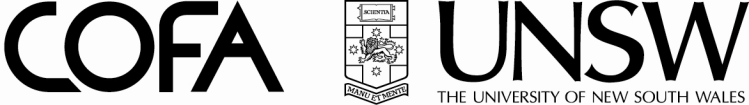 COFA
SCIENTIA
MANU ET MENTE
UNSW
THE UNIVERSITY OF NEW SOUTH WALES